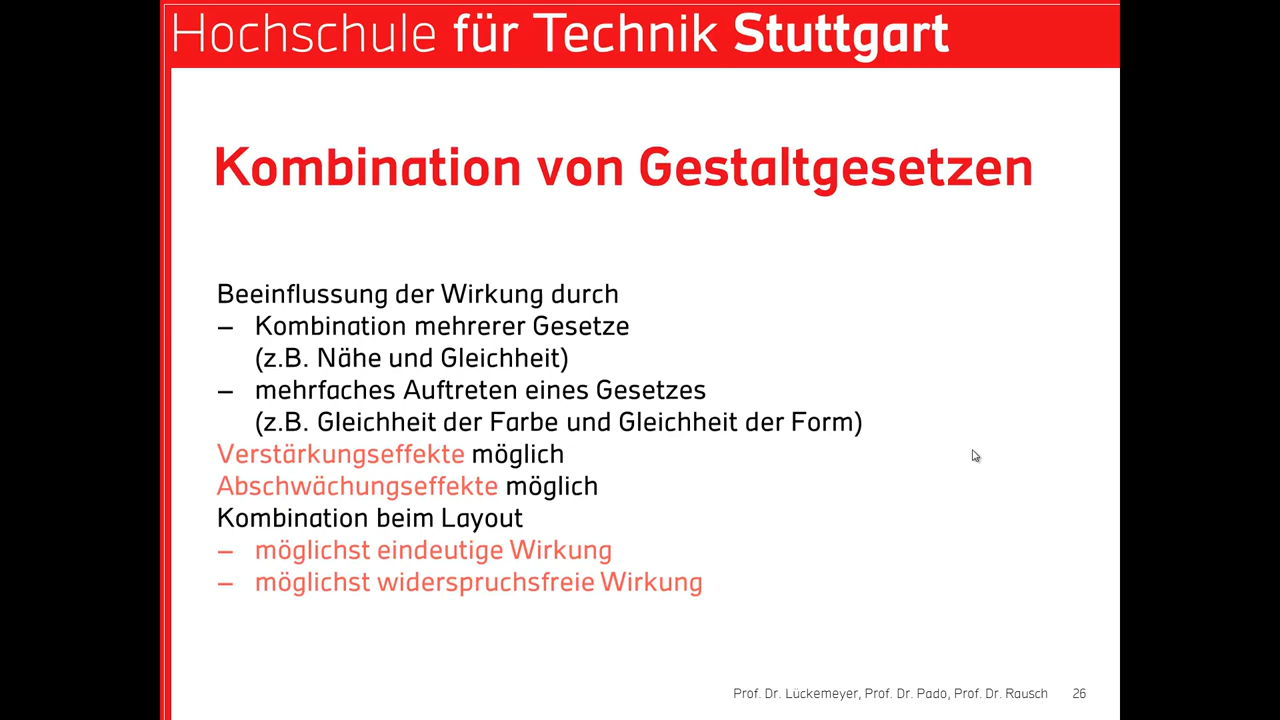 Hochschule für Technik Stuttgart
Kombination von Gestaltgesetzen
Beeinflussung der Wirkung durch
– Kombination mehrerer Gesetze
(z.B. Nähe und Gleichheit)
– mehrfaches Auftreten eines Gesetzes
(z.B. Gleichheit der Farbe und Gleichheit der Form)
Verstärkungseffekte möglich
Abschwächungseffekte möglich
Kombination beim Layout
– möglichst eindeutige Wirkung
– möglichst widerspruchsfreie Wirkung
Prof. Dr. Lückemeyer, Prof. Dr. Pado, Prof. Dr. Rausch 26